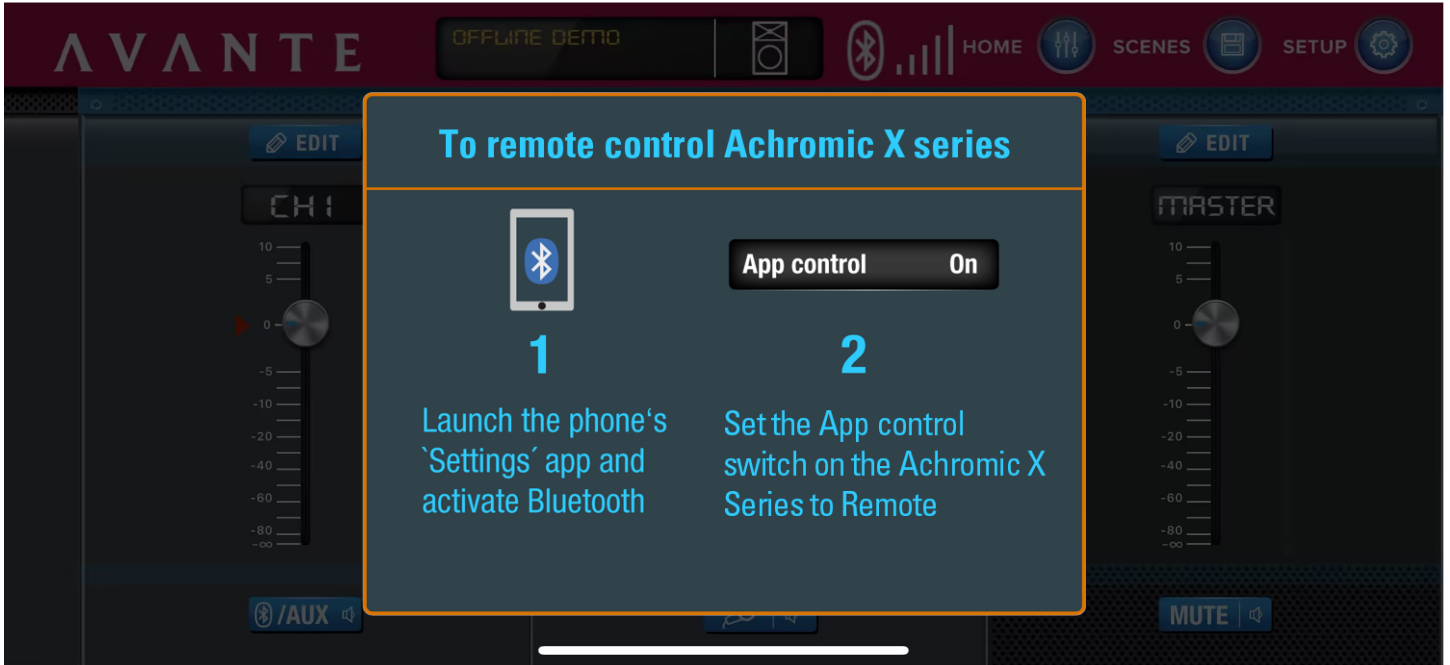 AVANTE
OFFLINE DEMO
HOME
SCENES
SETUP
EDIT
EDIT
To remote control Achromic X series
CH1
MASTER
App control On
10
5
0
-5
-10
-20
-40
-60
-80
-∞
10
5
0
-5
-10
-20
-40
-60
-80
-∞
1
2
Launch the phone‘s
`Settings´ app and
activate Bluetooth
Set the App control
switch on the Achromic X
Series to Remote
/AUX
MUTE